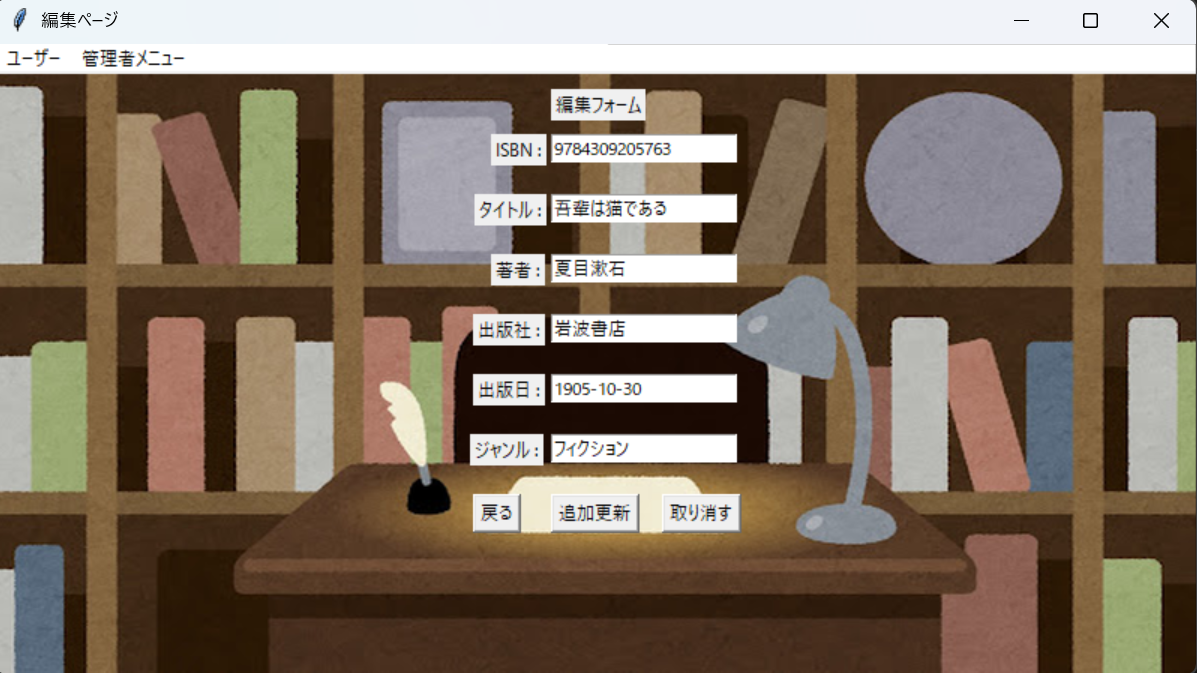 編集ページ
ユーザー 管理者メニュー
編集フォーム
ISBN : 9784309205763
タイトル : 吾輩は猫である
著者 : 夏目漱石
出版社 : 岩波書店
出版日 : 1905-10-30
ジャンル : フィクション
戻る 追加更新 取り消す